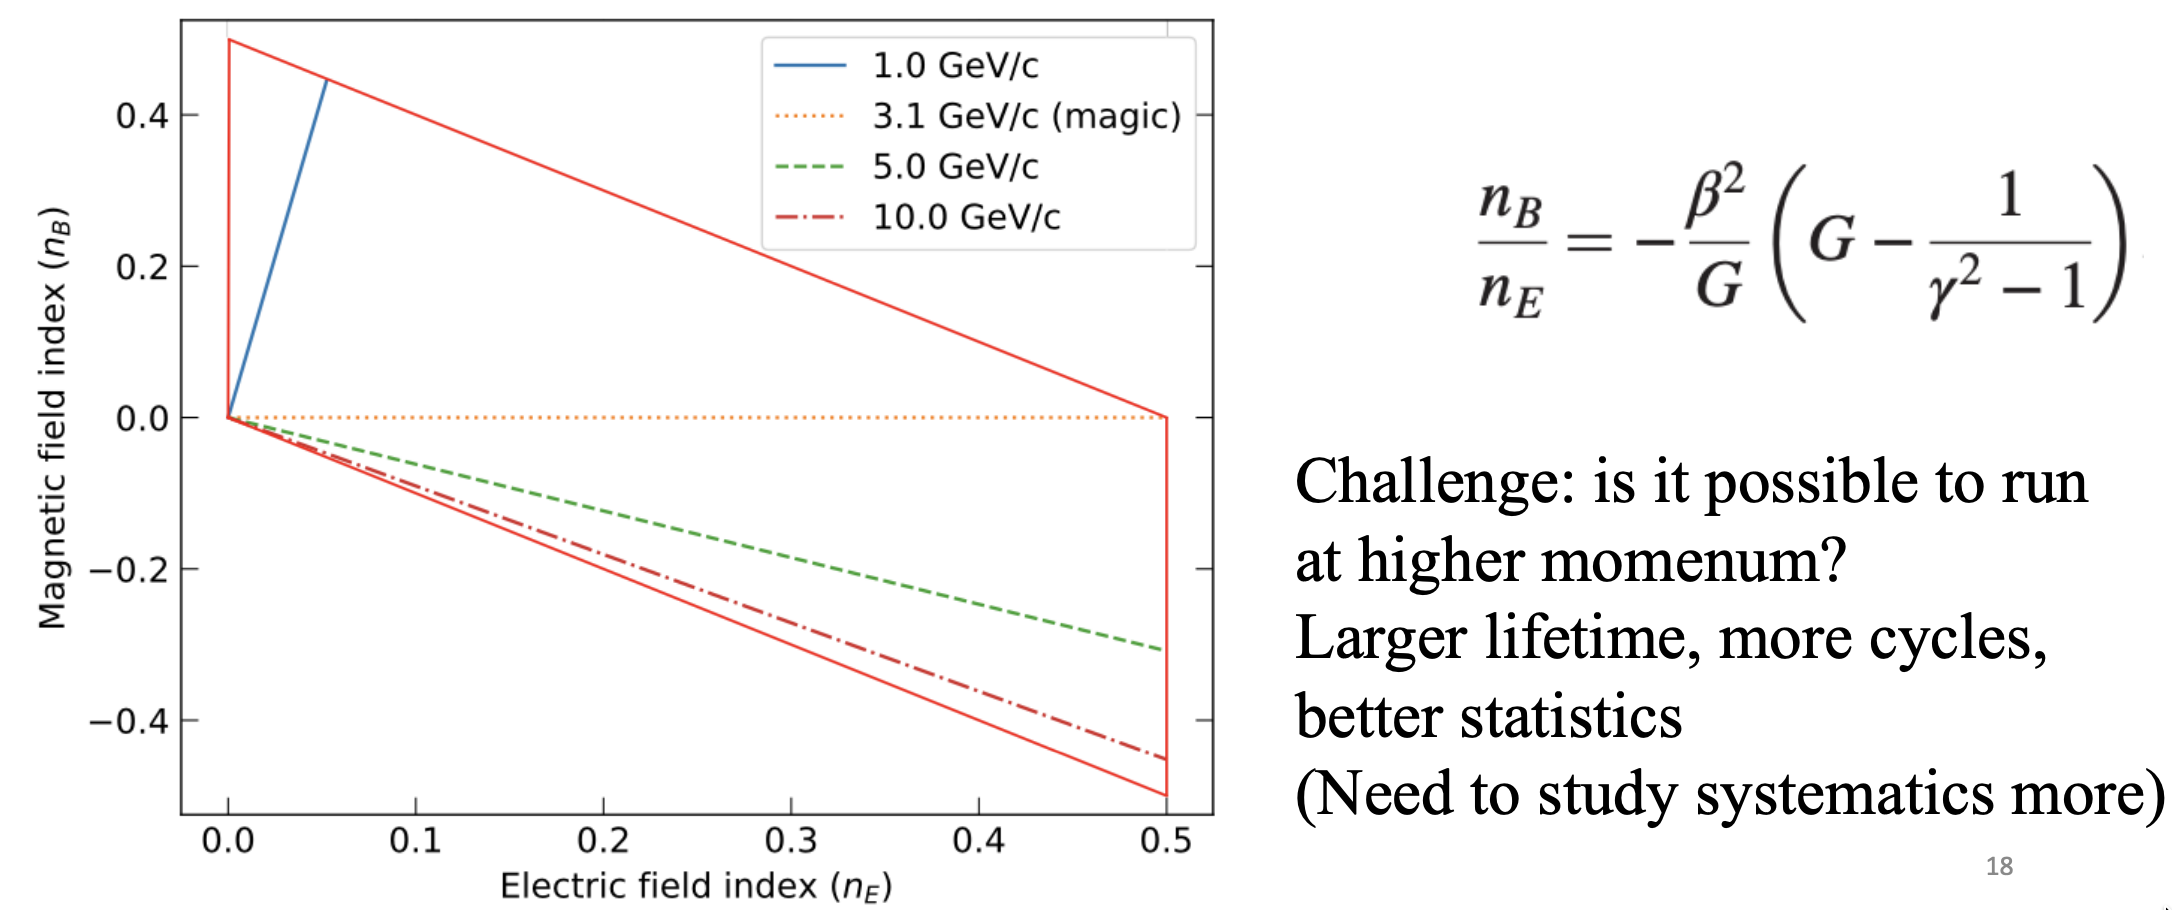 1.0 GeV/c
3.1 GeV/c (magic)
5.0 GeV/c
10.0 GeV/c
0.4
0.2
0.0
−0.2
−0.4
Magnetic field index (n_B)
0.0 0.1 0.2 0.3 0.4 0.5
Electric field index (n_E)
n_B/n_E = −β²/G (G − 1/(γ² − 1))
Challenge: is it possible to run
at higher momenum?
Larger lifetime, more cycles,
better statistics
(Need to study systematics more)
18